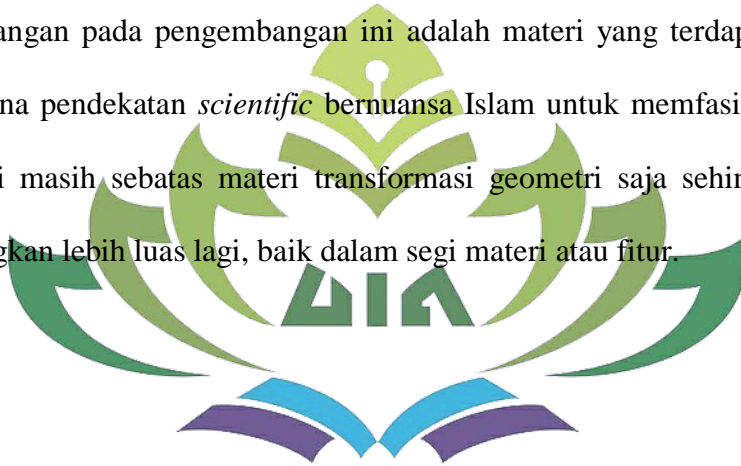 angan pada pengembangan ini adalah materi yang terdap
na pendekatan scientific bernuansa Islam untuk memfasi
i masih sebatas materi transformasi geometri saja sehin
gkan lebih luas lagi, baik dalam segi materi atau fitur.
UIN